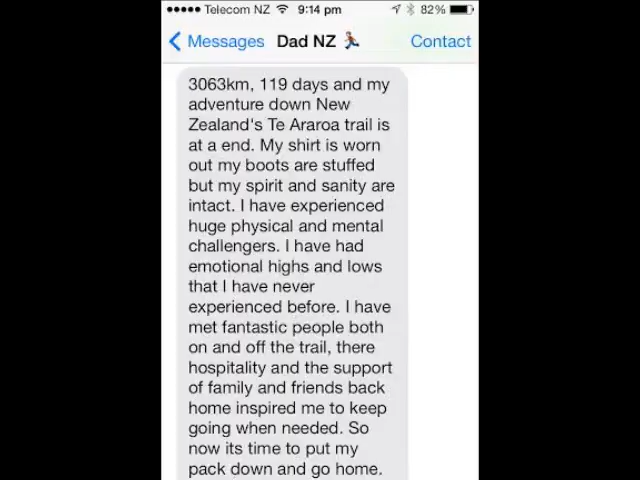 Telecom NZ 9:14 pm 82%
Messages Dad NZ Contact
3063km, 119 days and my
adventure down New
Zealand's Te Araroa trail is
at a end. My shirt is worn
out my boots are stuffed
but my spirit and sanity are
intact. I have experienced
huge physical and mental
challengers. I have had
emotional highs and lows
that I have never
experienced before. I have
met fantastic people both
on and off the trail, there
hospitality and the support
of family and friends back
home inspired me to keep
going when needed. So
now its time to put my
pack down and go home.